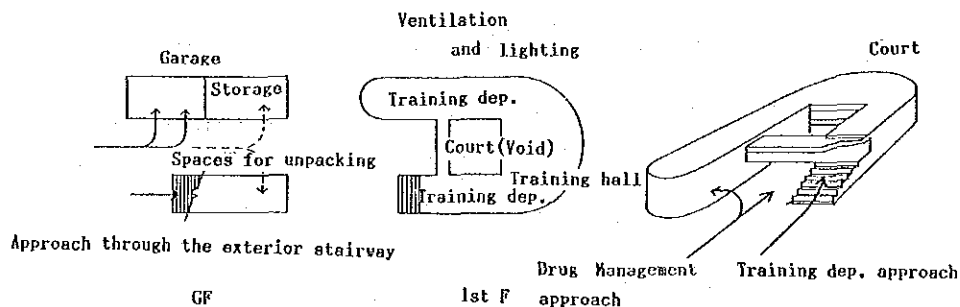 Ventilation
and lighting
Garage
Storage
Spaces for unpacking
Approach through the exterior stairway
GF
Training dep.
Court(Void)
Training hall
Training dep.
1st F
Court
Drug Management
approach
Training dep. approach